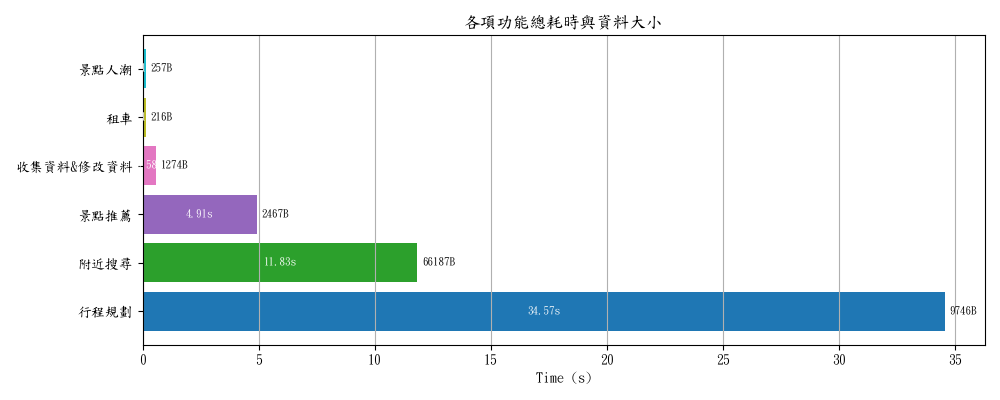 各項功能總耗時與資料大小
景點人潮 257B
租車 216B
收集資料&修改資料 58 1274B
景點推薦 4.91s 2467B
附近搜尋 11.83s 66187B
行程規劃 34.57s 9746B
0 5 10 15 20 25 30 35
Time (s)